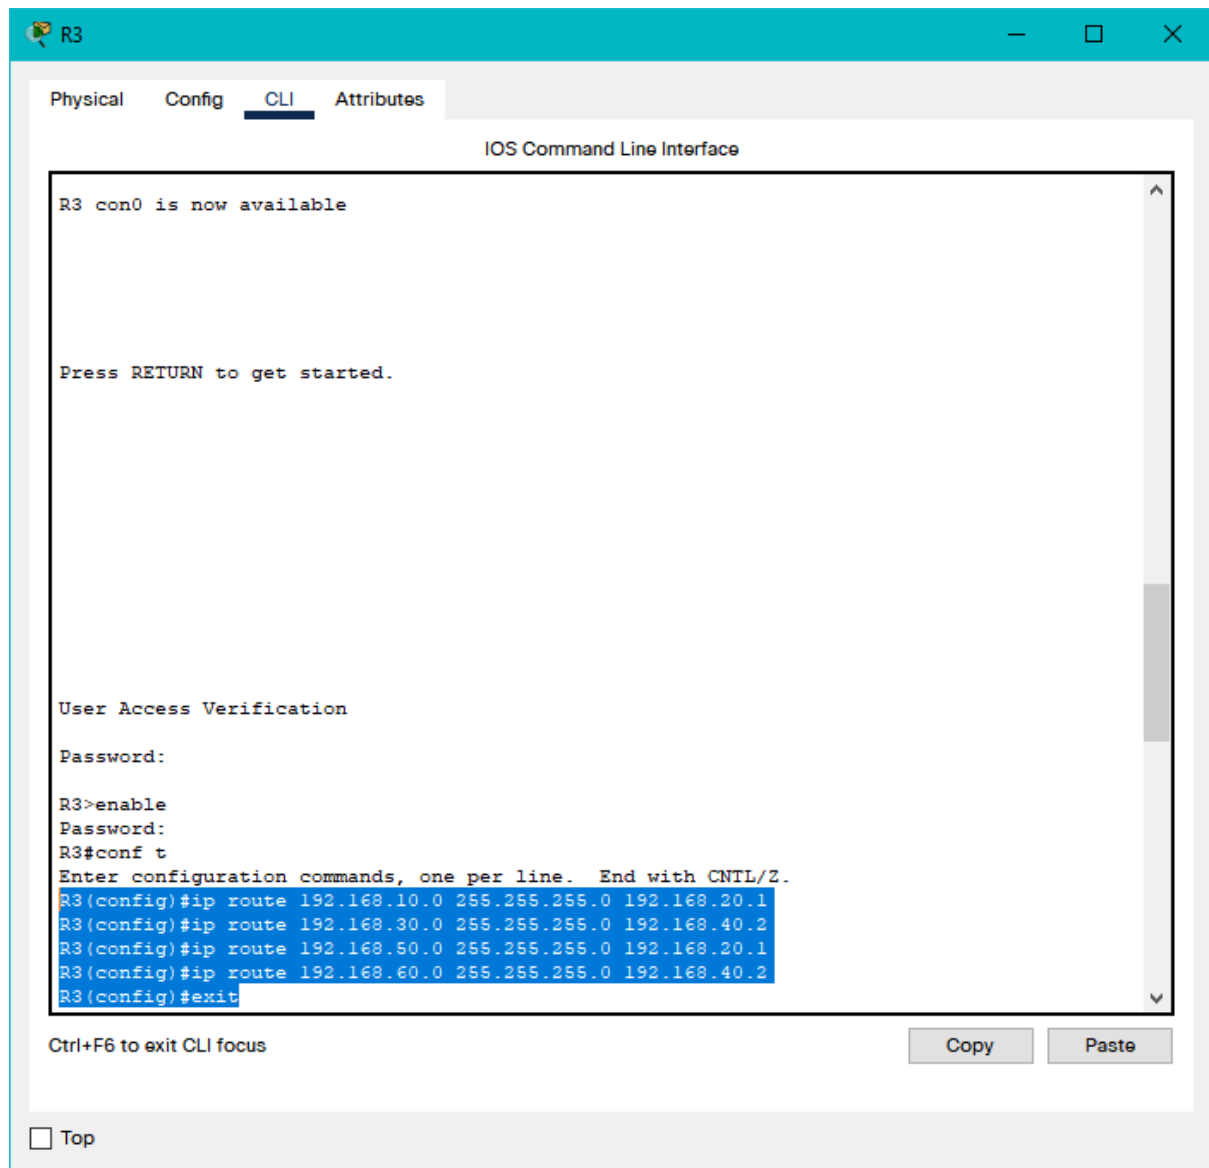 R3
Physical Config CLI Attributes
IOS Command Line Interface
R3 con0 is now available
Press RETURN to get started.
User Access Verification
Password:
R3>enable
Password:
R3#conf t
Enter configuration commands, one per line.  End with CNTL/Z.
R3(config)#ip route 192.168.10.0 255.255.255.0 192.168.20.1
R3(config)#ip route 192.168.30.0 255.255.255.0 192.168.40.2
R3(config)#ip route 192.168.50.0 255.255.255.0 192.168.20.1
R3(config)#ip route 192.168.60.0 255.255.255.0 192.168.40.2
R3(config)#exit
Ctrl+F6 to exit CLI focus
Copy Paste
Top